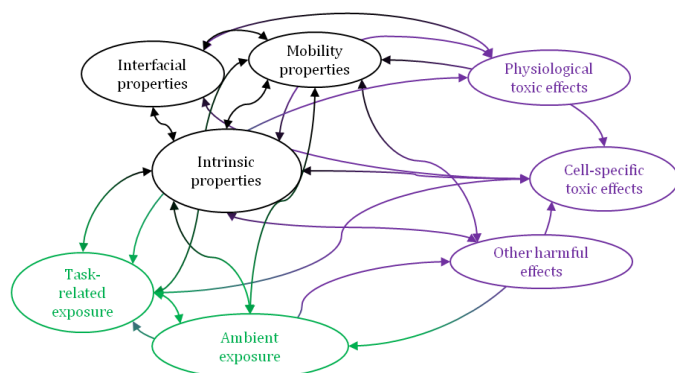 Interfacial
properties
Mobility
properties
Physiological
toxic effects
Intrinsic
properties
Cell-specific
toxic effects
Task-
related
exposure
Other harmful
effects
Ambient
exposure